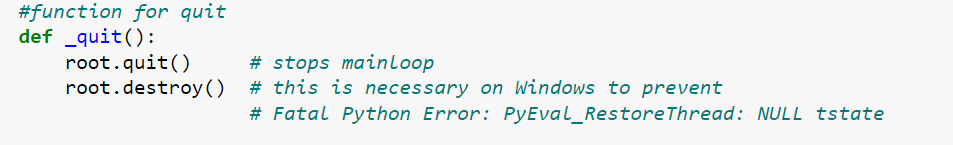 #function for quit
def _quit():
    root.quit()     # stops mainloop
    root.destroy()  # this is necessary on Windows to prevent
                    # Fatal Python Error: PyEval_RestoreThread: NULL tstate